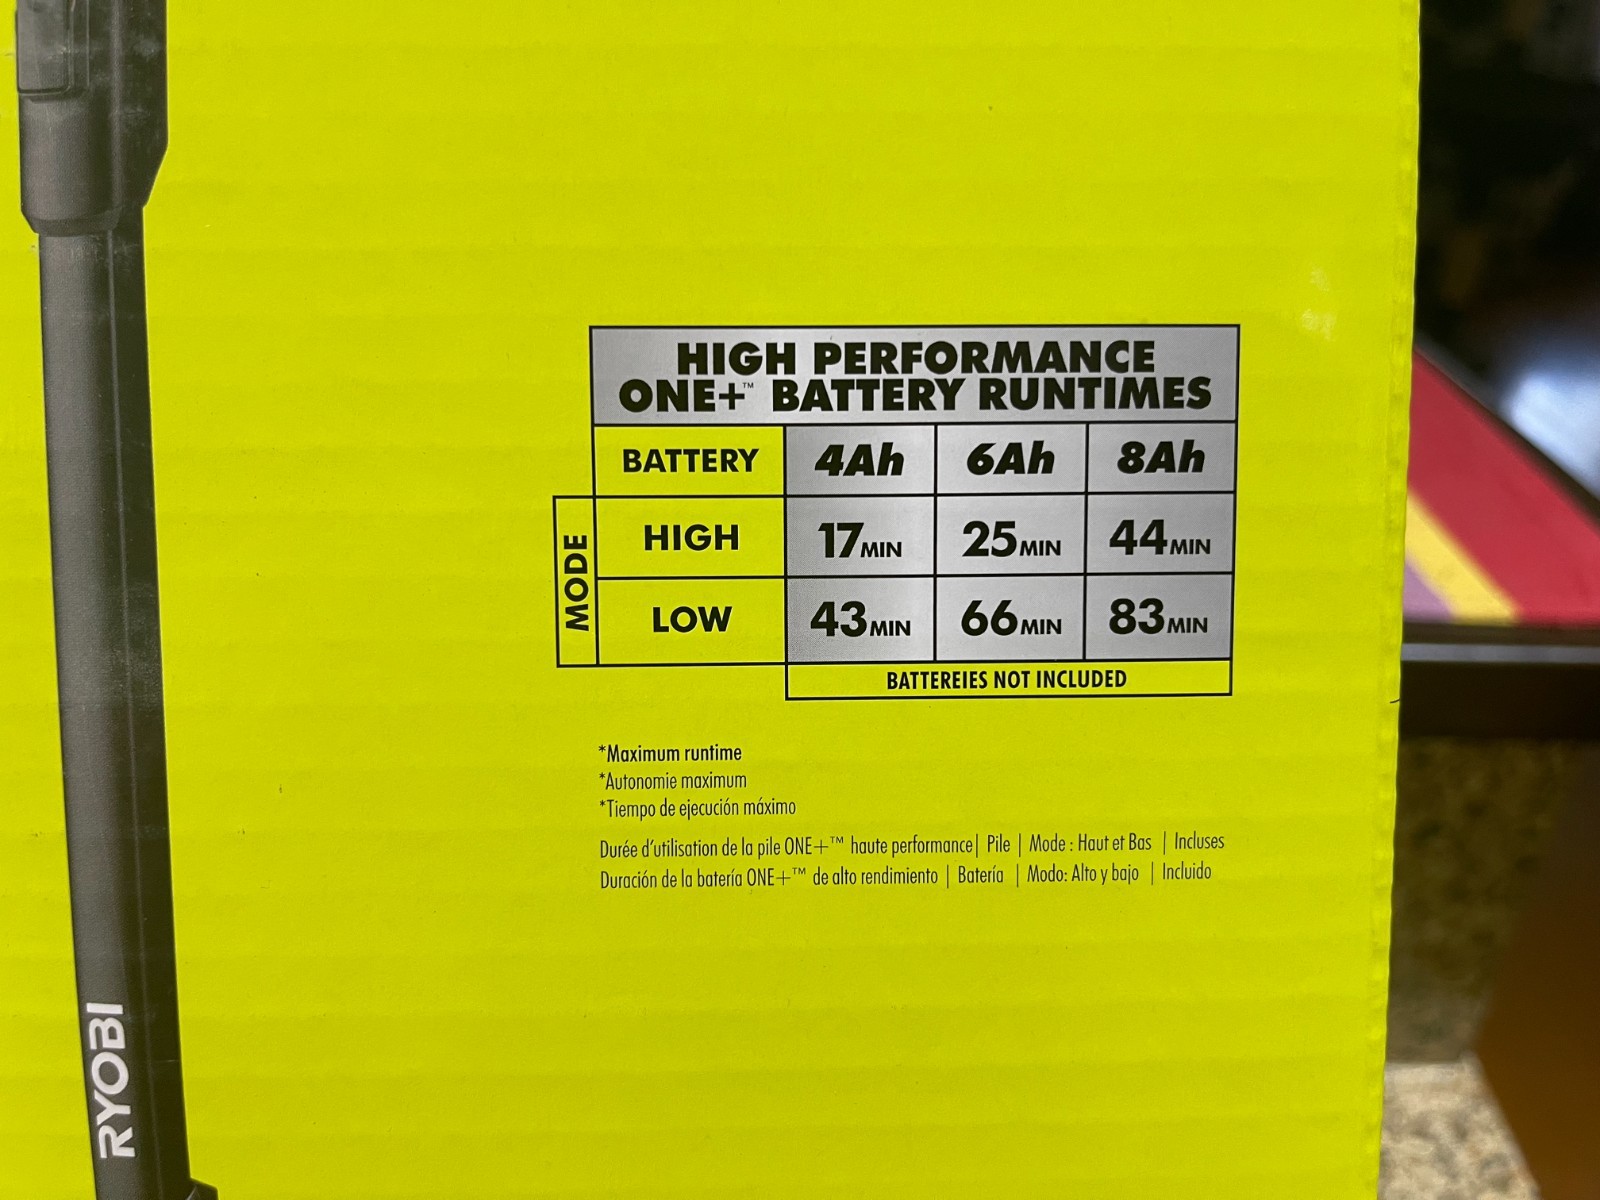 HIGH PERFORMANCE
ONE+™ BATTERY RUNTIMES
BATTERY 4Ah 6Ah 8Ah
MODE
HIGH 17MIN 25MIN 44MIN
LOW 43MIN 66MIN 83MIN
BATTEREIES NOT INCLUDED
*Maximum runtime
*Autonomie maximum
*Tiempo de ejecución máximo
Durée d'utilisation de la pile ONE+™ haute performance| Pile | Mode : Haut et Bas | Incluses
Duración de la batería ONE+™ de alto rendimiento | Batería | Modo: Alto y bajo | Incluido
RYOBI